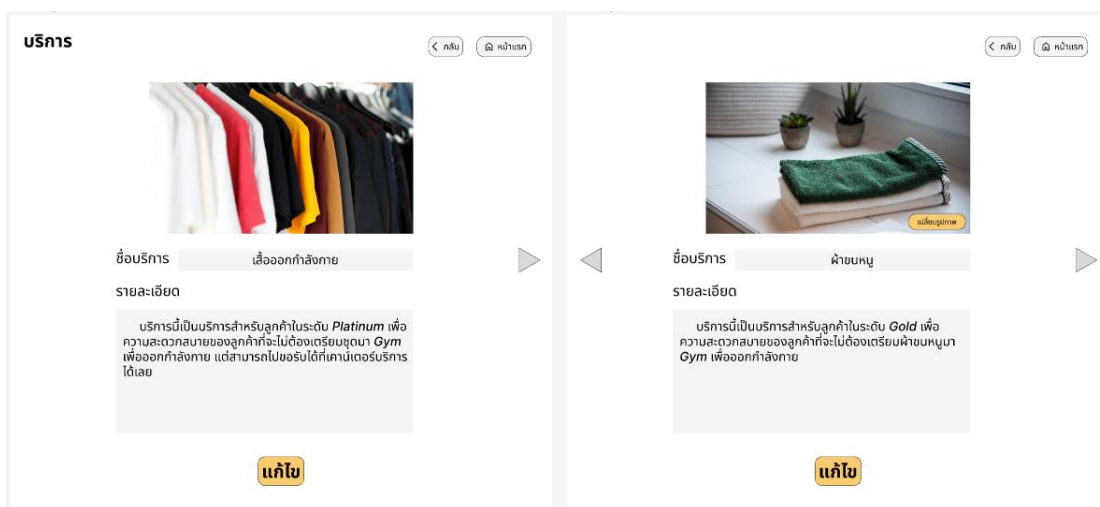 บริการ
กลับ
หน้าแรก
ชื่อบริการ
เสื้อออกกำลังกาย
รายละเอียด
บริการนี้เป็นบริการสำหรับลูกค้าในระดับ Platinum เพื่อ
ความสะดวกสบายของลูกค้าที่จะไม่ต้องเตรียมชุดมา Gym
เพื่อออกกำลังกาย แต่สามารถไปขอรับได้ที่เคาน์เตอร์บริการ
ได้เลย
แก้ไข
กลับ
หน้าแรก
เปลี่ยนรูปภาพ
ชื่อบริการ
ผ้าขนหนู
รายละเอียด
บริการนี้เป็นบริการสำหรับลูกค้าในระดับ Gold เพื่อ
ความสะดวกสบายของลูกค้าที่จะไม่ต้องเตรียมผ้าขนหนูมา
Gym เพื่อออกกำลังกาย
แก้ไข